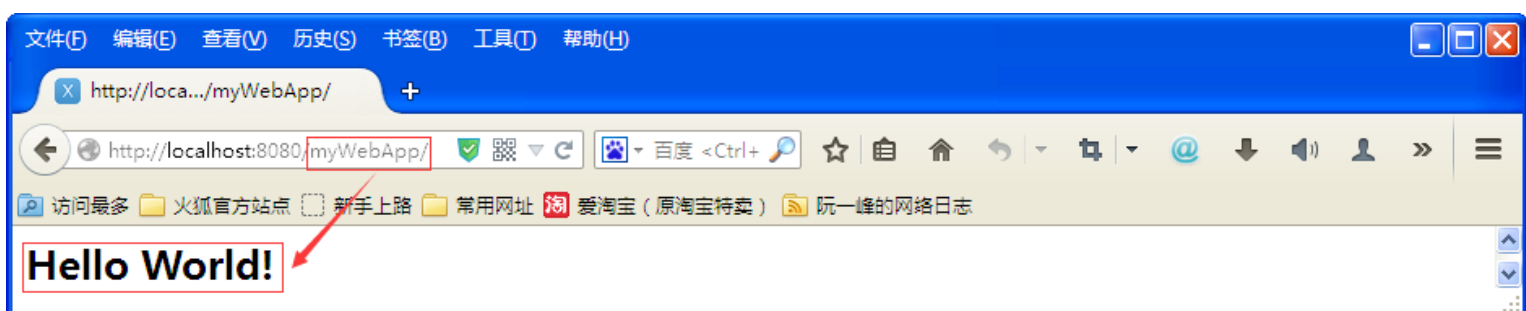 文件(F) 编辑(E) 查看(V) 历史(S) 书签(B) 工具(T) 帮助(H)
X http://loca.../myWebApp/ +
http://localhost:8080/myWebApp/ 百度 <Ctrl+
访问最多 火狐官方站点 新手上路 常用网址 淘 爱淘宝（原淘宝特卖） 阮一峰的网络日志
Hello World!